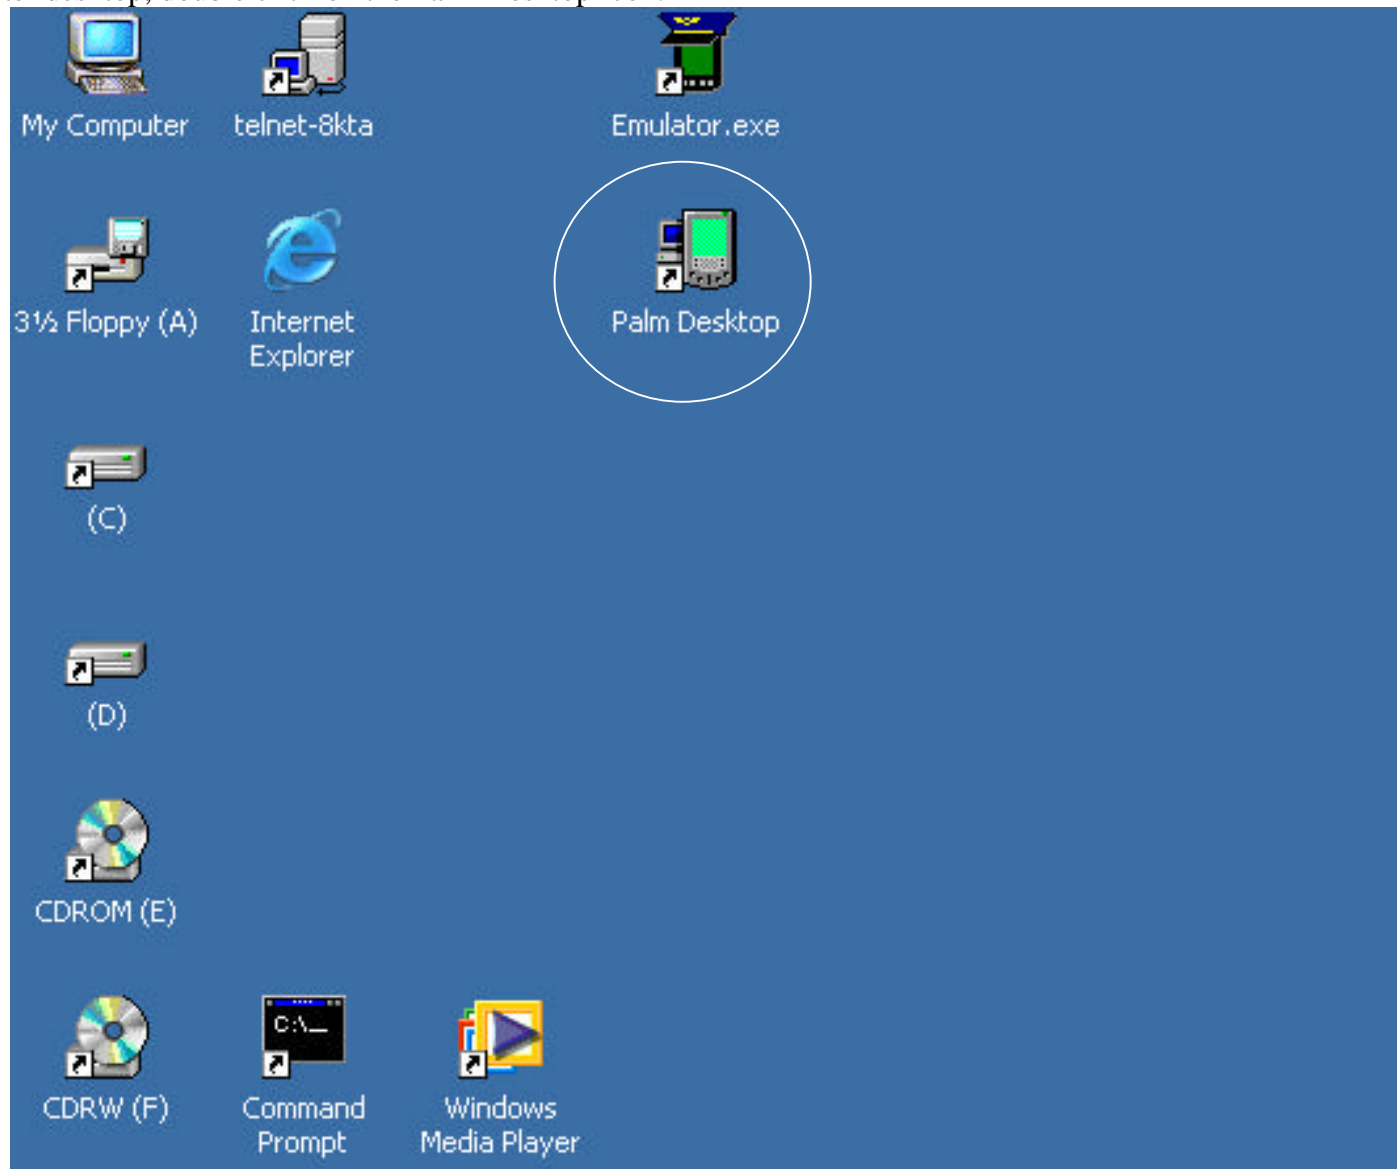 My Computer
telnet-8kta
Emulator.exe
3½ Floppy (A)
Internet
Explorer
Palm Desktop
(C)
(D)
CDROM (E)
CDRW (F)
C:\_
Command
Prompt
Windows
Media Player